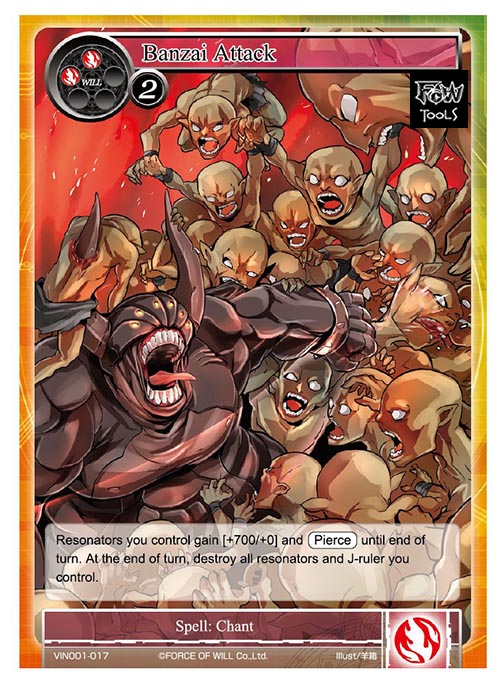 Banzai Attack
WILL
2
FOW
TOOLS
Resonators you control gain [+700/+0] and Pierce until end of
turn. At the end of turn, destroy all resonators and J-ruler you
control.
Spell: Chant
VIN001-017 ©FORCE OF WILL Co.,Ltd. Illust/羊箱